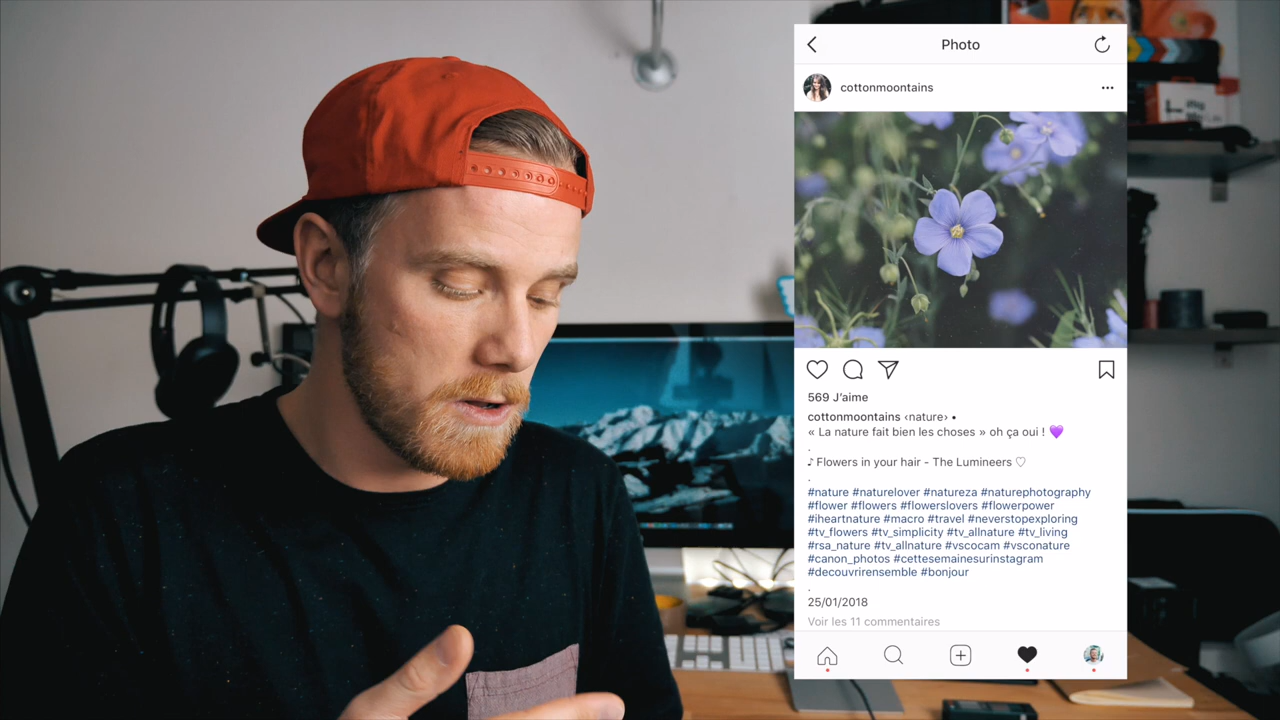 Photo
cottonmoontains
569 J'aime
cottonmoontains ‹nature› •
« La nature fait bien les choses » oh ça oui ! 💜
.
♪ Flowers in your hair - The Lumineers ♡
.
#nature #naturelover #natureza #naturephotography
#flower #flowers #flowerslovers #flowerpower
#iheartnature #macro #travel #neverstopexploring
#tv_flowers #tv_simplicity #tv_allnature #tv_living
#rsa_nature #tv_allnature #vscocam #vsconature
#canon_photos #cettesemainesurinstagram
#decouvrirensemble #bonjour
.
25/01/2018
Voir les 11 commentaires